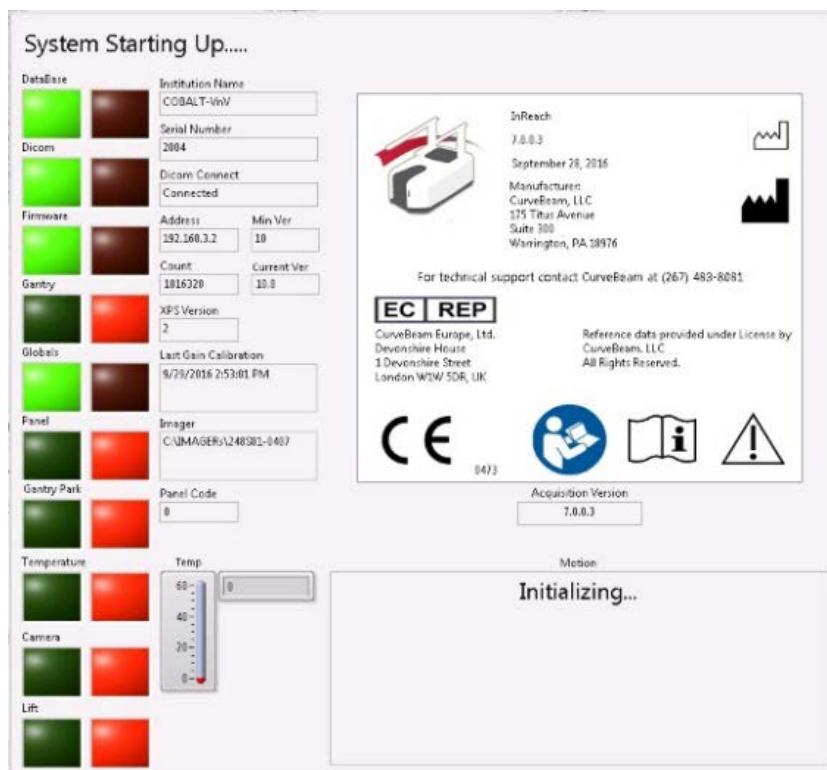 System Starting Up.....
DataBase
Dicom
Firmware
Gantry
Globals
Panel
Gantry Park
Temperature
Camera
Lift
Institution Name
COBALT-VnV
Serial Number
2004
Dicom Connect
Connected
Address Min Ver
192.168.3.2 10
Count Current Ver
1016320 10.0
XPS Version
2
Last Gain Calibration
9/29/2016 2:53:01 PM
Imager
C:\IMAGERs\248S81-0407
Panel Code
0
Temp
60
40
20
0
0
InReach
7.0.0.3
September 28, 2016
Manufacturer:
CurveBeam, LLC
175 Titus Avenue
Suite 300
Warrington, PA 18976
For technical support contact CurveBeam at (267) 483-8081
EC REP
CurveBeam Europe, Ltd.
Devonshire House
1 Devonshire Street
London W1W 5DR, UK
Reference data provided under License by
CurveBeam. LLC
All Rights Reserved.
CE
0473
i
Acquisition Version
7.0.0.3
Motion
Initializing...